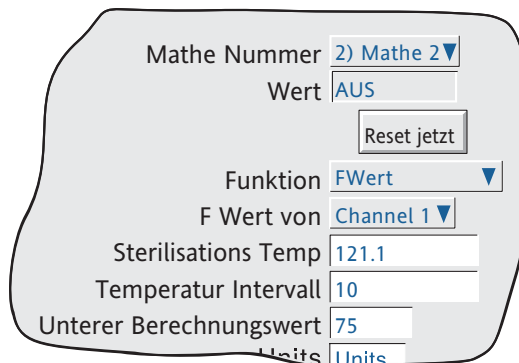 Mathe Nummer 2) Mathe 2
Wert AUS
Reset jetzt
Funktion FWert
F Wert von Channel 1
Sterilisations Temp 121.1
Temperatur Intervall 10
Unterer Berechnungswert 75
Units Units